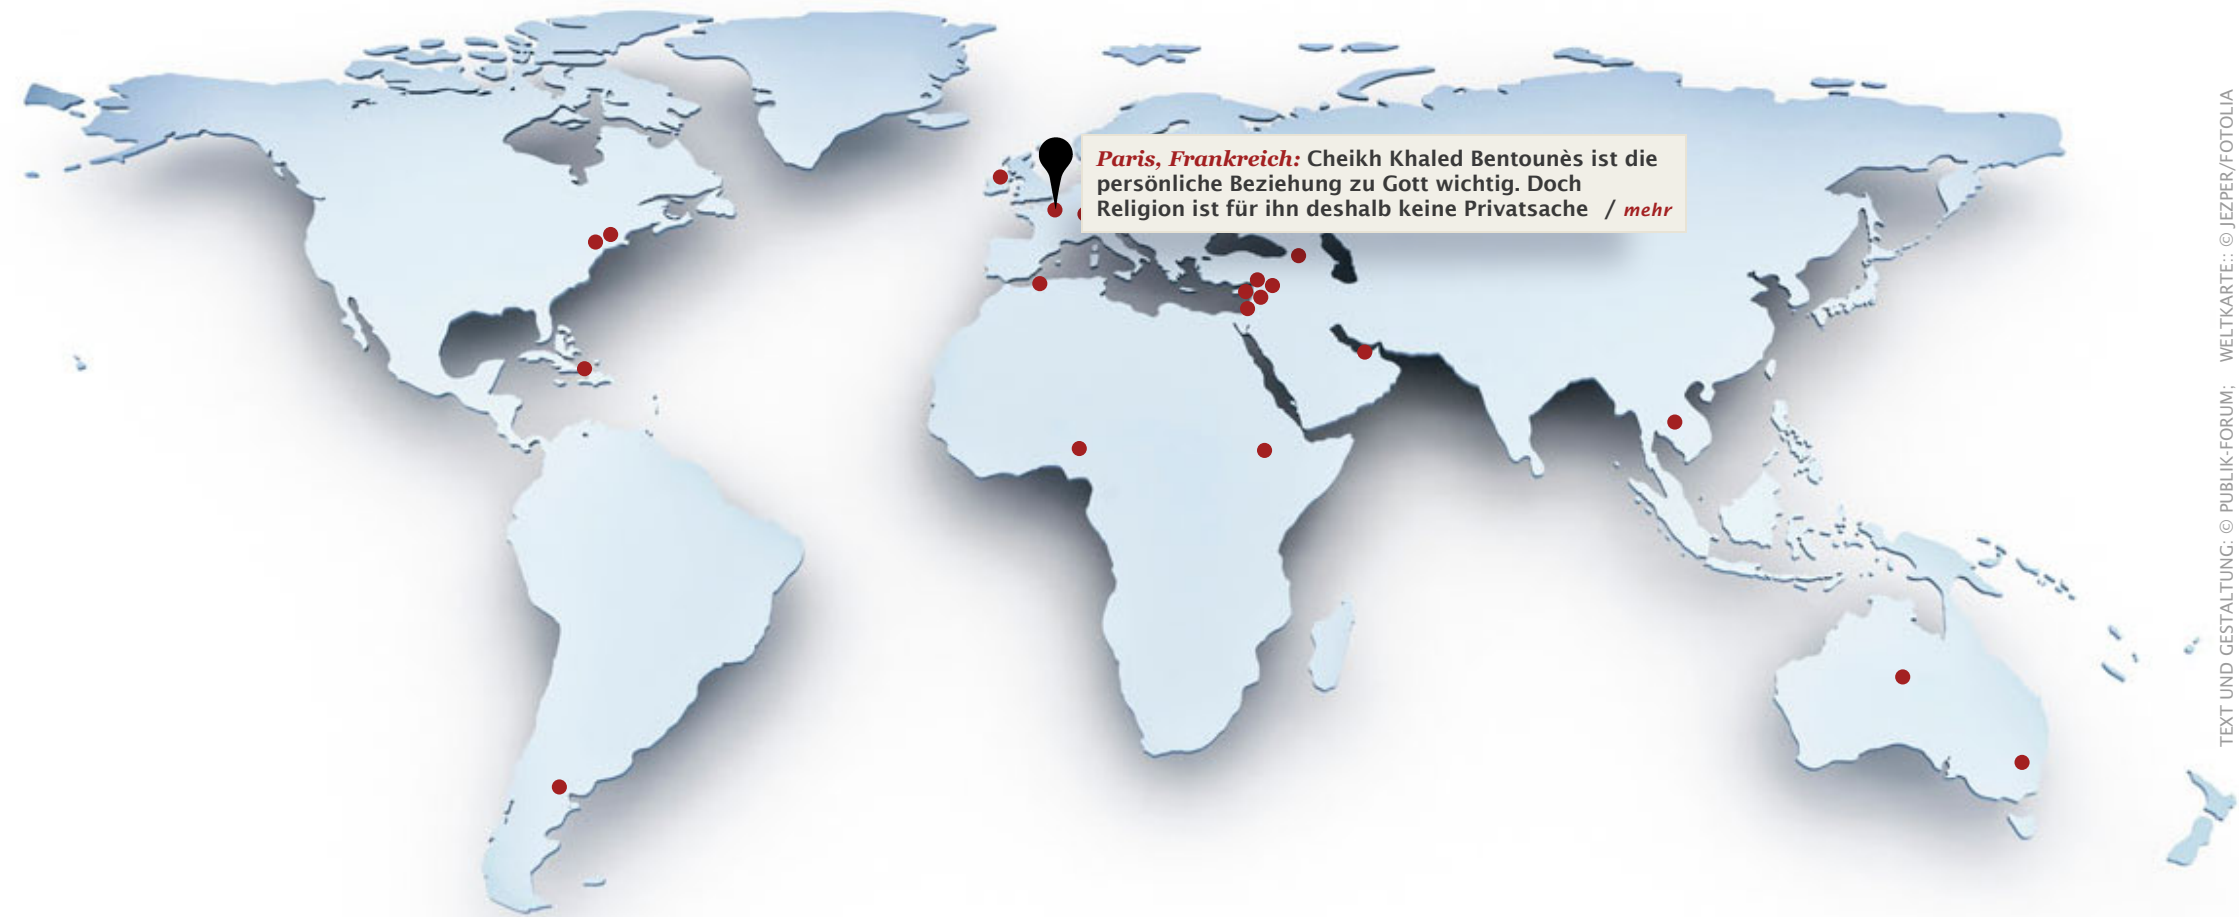 Paris, Frankreich: Cheikh Khaled Bentounès ist die
persönliche Beziehung zu Gott wichtig. Doch
Religion ist für ihn deshalb keine Privatsache / mehr
TEXT UND GESTALTUNG: © PUBLIK-FORUM; WELTKARTE:: © JEZPER/FOTOLIA